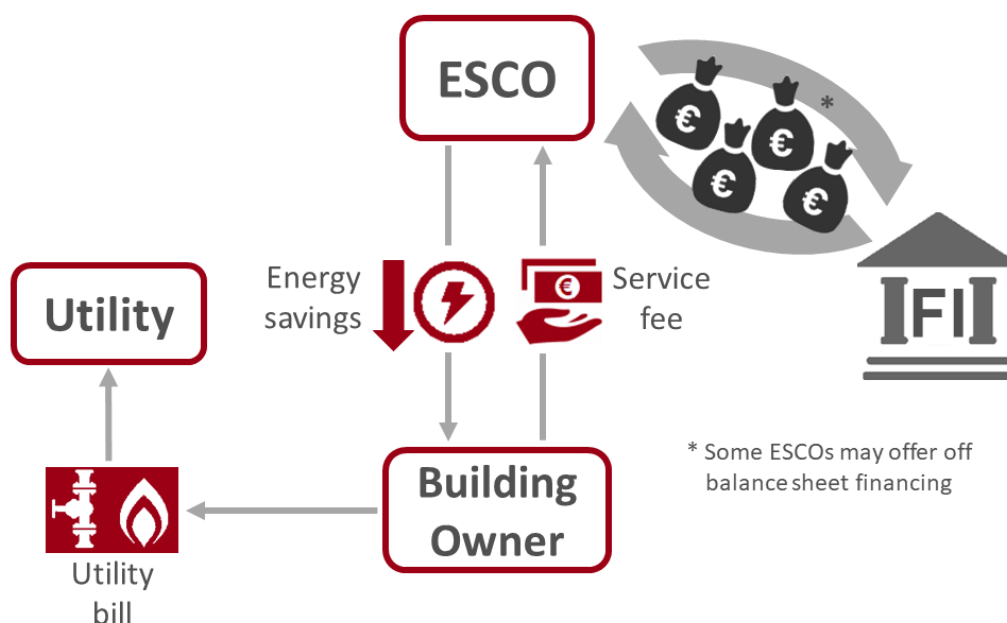 ESCO
*
€
€
€
€
Energy
savings
€
Service
fee
Utility
FI
Building
Owner
* Some ESCOs may offer off
balance sheet financing
Utility
bill